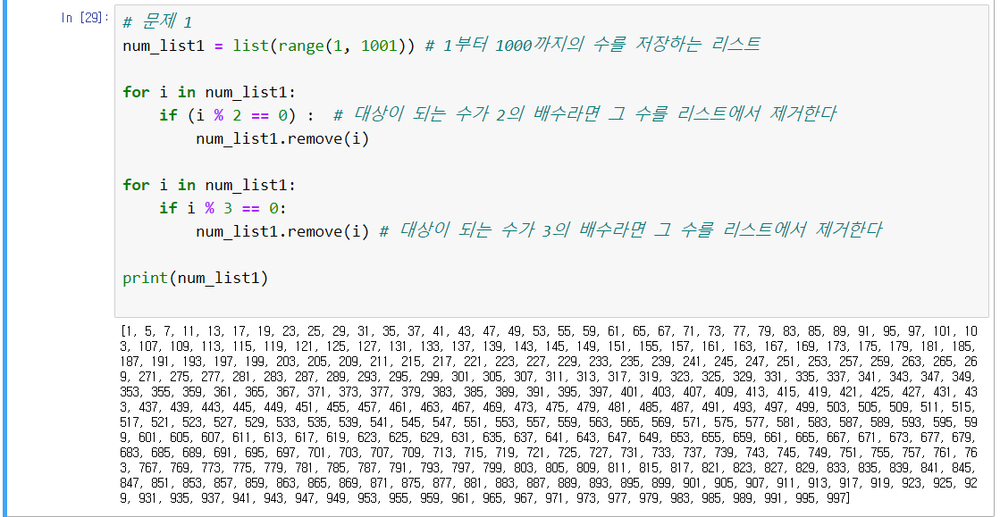 In [29]:
# 문제 1
num_list1 = list(range(1, 1001)) # 1부터 1000까지의 수를 저장하는 리스트
for i in num_list1:
    if (i % 2 == 0) :  # 대상이 되는 수가 2의 배수라면 그 수를 리스트에서 제거한다
        num_list1.remove(i)
for i in num_list1:
    if i % 3 == 0:
        num_list1.remove(i) # 대상이 되는 수가 3의 배수라면 그 수를 리스트에서 제거한다
print(num_list1)
[1, 5, 7, 11, 13, 17, 19, 23, 25, 29, 31, 35, 37, 41, 43, 47, 49, 53, 55, 59, 61, 65, 67, 71, 73, 77, 79, 83, 85, 89, 91, 95, 97, 101, 10
3, 107, 109, 113, 115, 119, 121, 125, 127, 131, 133, 137, 139, 143, 145, 149, 151, 155, 157, 161, 163, 167, 169, 173, 175, 179, 181, 185,
187, 191, 193, 197, 199, 203, 205, 209, 211, 215, 217, 221, 223, 227, 229, 233, 235, 239, 241, 245, 247, 251, 253, 257, 259, 263, 265, 26
9, 271, 275, 277, 281, 283, 287, 289, 293, 295, 299, 301, 305, 307, 311, 313, 317, 319, 323, 325, 329, 331, 335, 337, 341, 343, 347, 349,
353, 355, 359, 361, 365, 367, 371, 373, 377, 379, 383, 385, 389, 391, 395, 397, 401, 403, 407, 409, 413, 415, 419, 421, 425, 427, 431, 43
3, 437, 439, 443, 445, 449, 451, 455, 457, 461, 463, 467, 469, 473, 475, 479, 481, 485, 487, 491, 493, 497, 499, 503, 505, 509, 511, 515,
517, 521, 523, 527, 529, 533, 535, 539, 541, 545, 547, 551, 553, 557, 559, 563, 565, 569, 571, 575, 577, 581, 583, 587, 589, 593, 595, 59
9, 601, 605, 607, 611, 613, 617, 619, 623, 625, 629, 631, 635, 637, 641, 643, 647, 649, 653, 655, 659, 661, 665, 667, 671, 673, 677, 679,
683, 685, 689, 691, 695, 697, 701, 703, 707, 709, 713, 715, 719, 721, 725, 727, 731, 733, 737, 739, 743, 745, 749, 751, 755, 757, 761, 76
3, 767, 769, 773, 775, 779, 781, 785, 787, 791, 793, 797, 799, 803, 805, 809, 811, 815, 817, 821, 823, 827, 829, 833, 835, 839, 841, 845,
847, 851, 853, 857, 859, 863, 865, 869, 871, 875, 877, 881, 883, 887, 889, 893, 895, 899, 901, 905, 907, 911, 913, 917, 919, 923, 925, 92
9, 931, 935, 937, 941, 943, 947, 949, 953, 955, 959, 961, 965, 967, 971, 973, 977, 979, 983, 985, 989, 991, 995, 997]